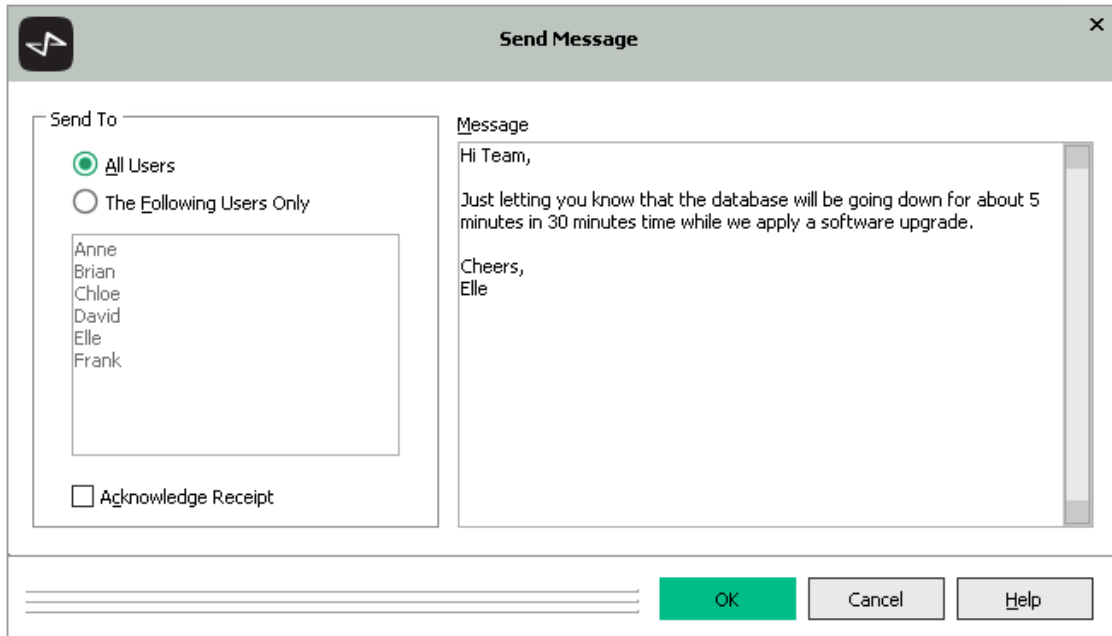 Send Message
Send To
All Users
The Following Users Only
Anne
Brian
Chloe
David
Elle
Frank
Acknowledge Receipt
Message
Hi Team,
Just letting you know that the database will be going down for about 5
minutes in 30 minutes time while we apply a software upgrade.
Cheers,
Elle
OK
Cancel
Help